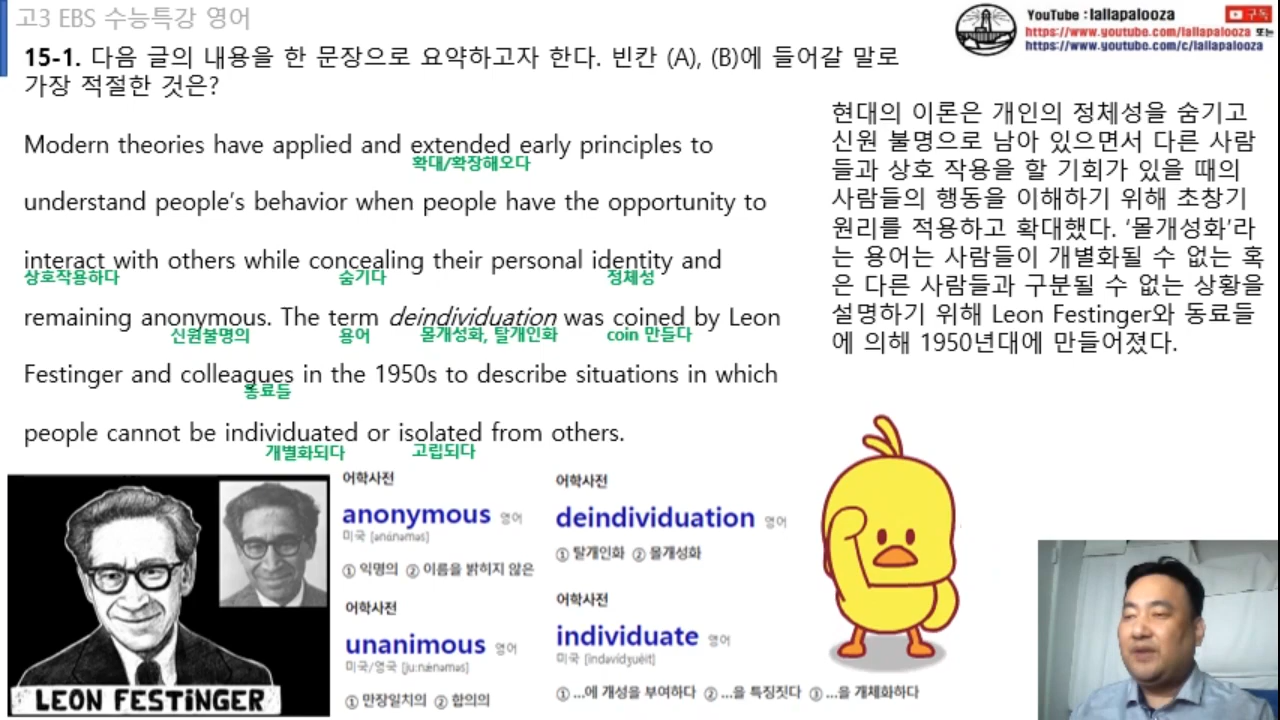 고3 EBS 수능특강 영어
YouTube : lallapalooza 구독
https://www.youtube.com/lallapalooza 또는
https://www.youtube.com/c/lallapalooza
15-1. 다음 글의 내용을 한 문장으로 요약하고자 한다. 빈칸 (A), (B)에 들어갈 말로
가장 적절한 것은?
Modern theories have applied and extended early principles to
확대/확장해오다
understand people's behavior when people have the opportunity to
interact with others while concealing their personal identity and
상호작용하다 숨기다 정체성
remaining anonymous. The term deindividuation was coined by Leon
신원불명의 용어 몰개성화, 탈개인화 coin 만들다
Festinger and colleagues in the 1950s to describe situations in which
동료들
people cannot be individuated or isolated from others.
개별화되다 고립되다
현대의 이론은 개인의 정체성을 숨기고
신원 불명으로 남아 있으면서 다른 사람
들과 상호 작용을 할 기회가 있을 때의
사람들의 행동을 이해하기 위해 초창기
원리를 적용하고 확대했다. '몰개성화'라
는 용어는 사람들이 개별화될 수 없는 혹
은 다른 사람들과 구분될 수 없는 상황을
설명하기 위해 Leon Festinger와 동료들
에 의해 1950년대에 만들어졌다.
LEON FESTiNGER
어학사전
anonymous 영어
미국 [ənɑ́nəməs]
① 익명의 ② 이름을 밝히지 않은
어학사전
unanimous 영어
미국/영국 [ju:nǽnəməs]
① 만장일치의 ② 합의의
어학사전
deindividuation 영어
① 탈개인화 ② 몰개성화
어학사전
individuate 영어
미국 [ìndəvídʒuèit]
① ...에 개성을 부여하다 ② ...을 특징짓다 ③ ...을 개체화하다